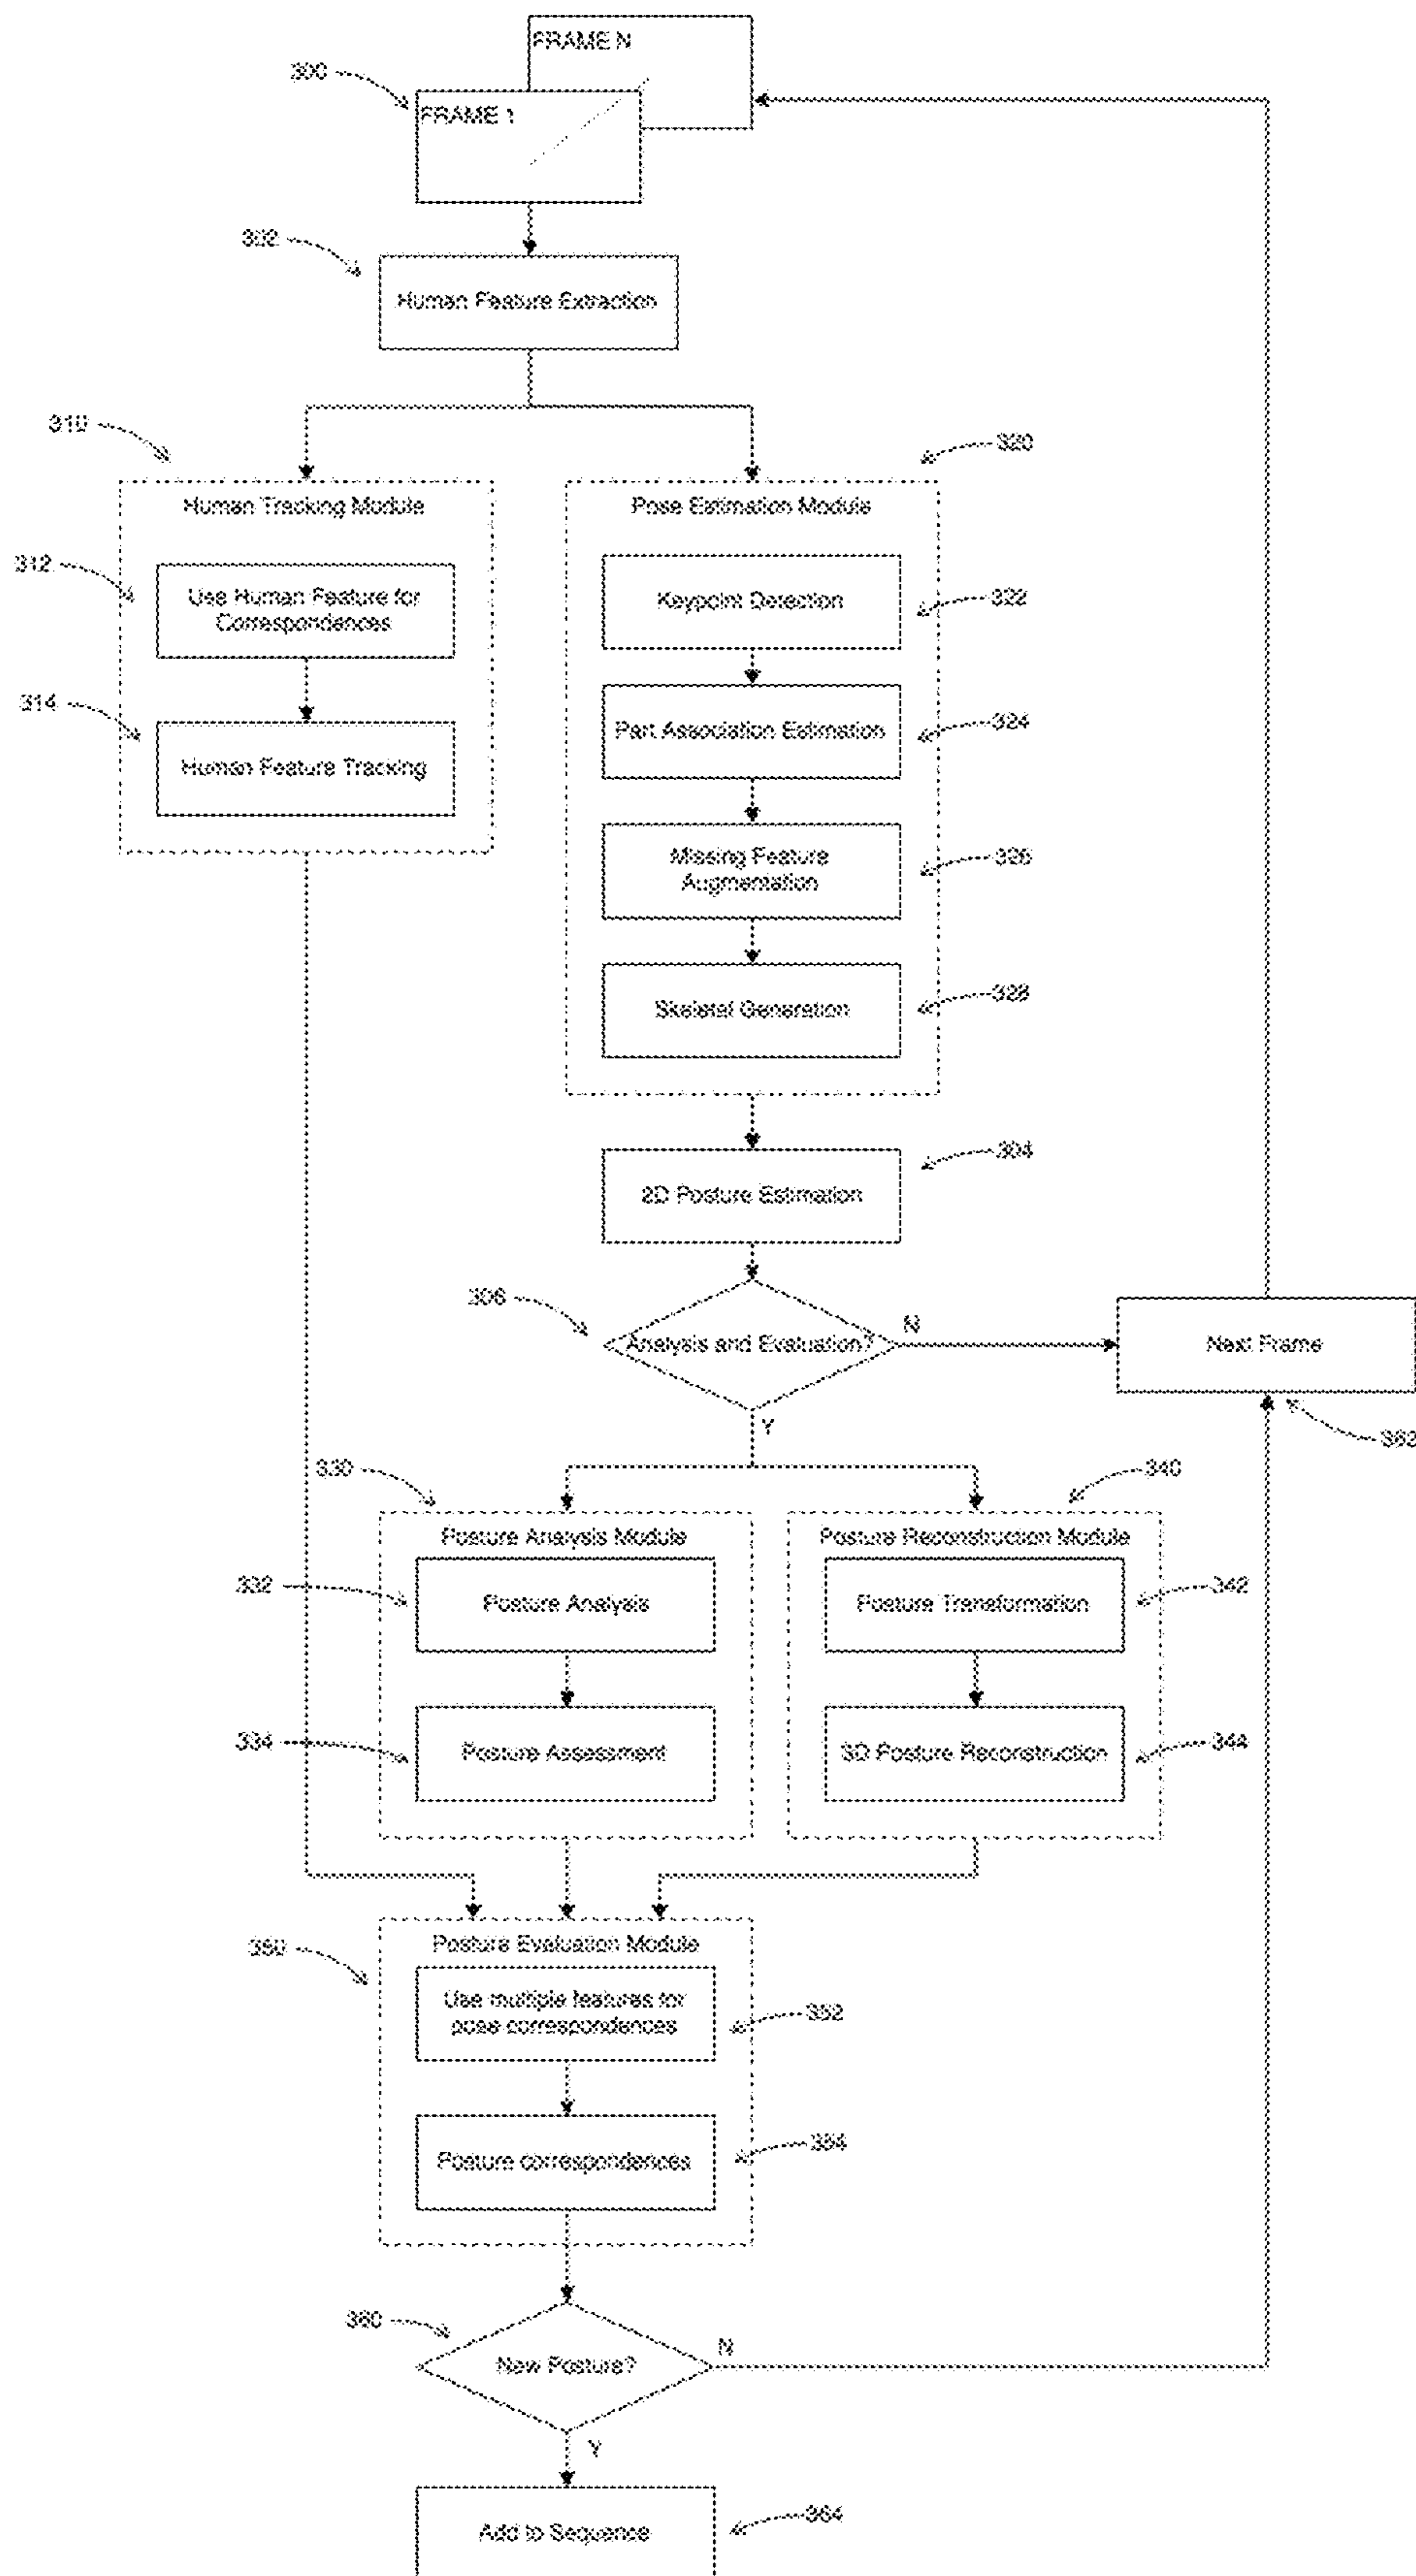 FRAME N
300
FRAME 1
302
Human Feature Extraction
310
320
Human Tracking Module
Pose Estimation Module
312
Use Human Feature for
Correspondences
Keypoint Detection
322
314
Human Feature Tracking
Part Association Estimation
324
Missing Feature
Augmentation
326
Skeletal Generation
328
304
2D Posture Estimation
306
Analysis and Evaluation?
N
Next Frame
Y
362
330
340
Posture Analysis Module
Posture Reconstruction Module
332
Posture Analysis
Posture Transformation
342
334
Posture Assessment
3D Posture Reconstruction
344
350
Posture Evaluation Module
Use multiple features for
pose correspondences
352
Posture correspondences
354
360
New Posture?
N
Y
Add to Sequence
364